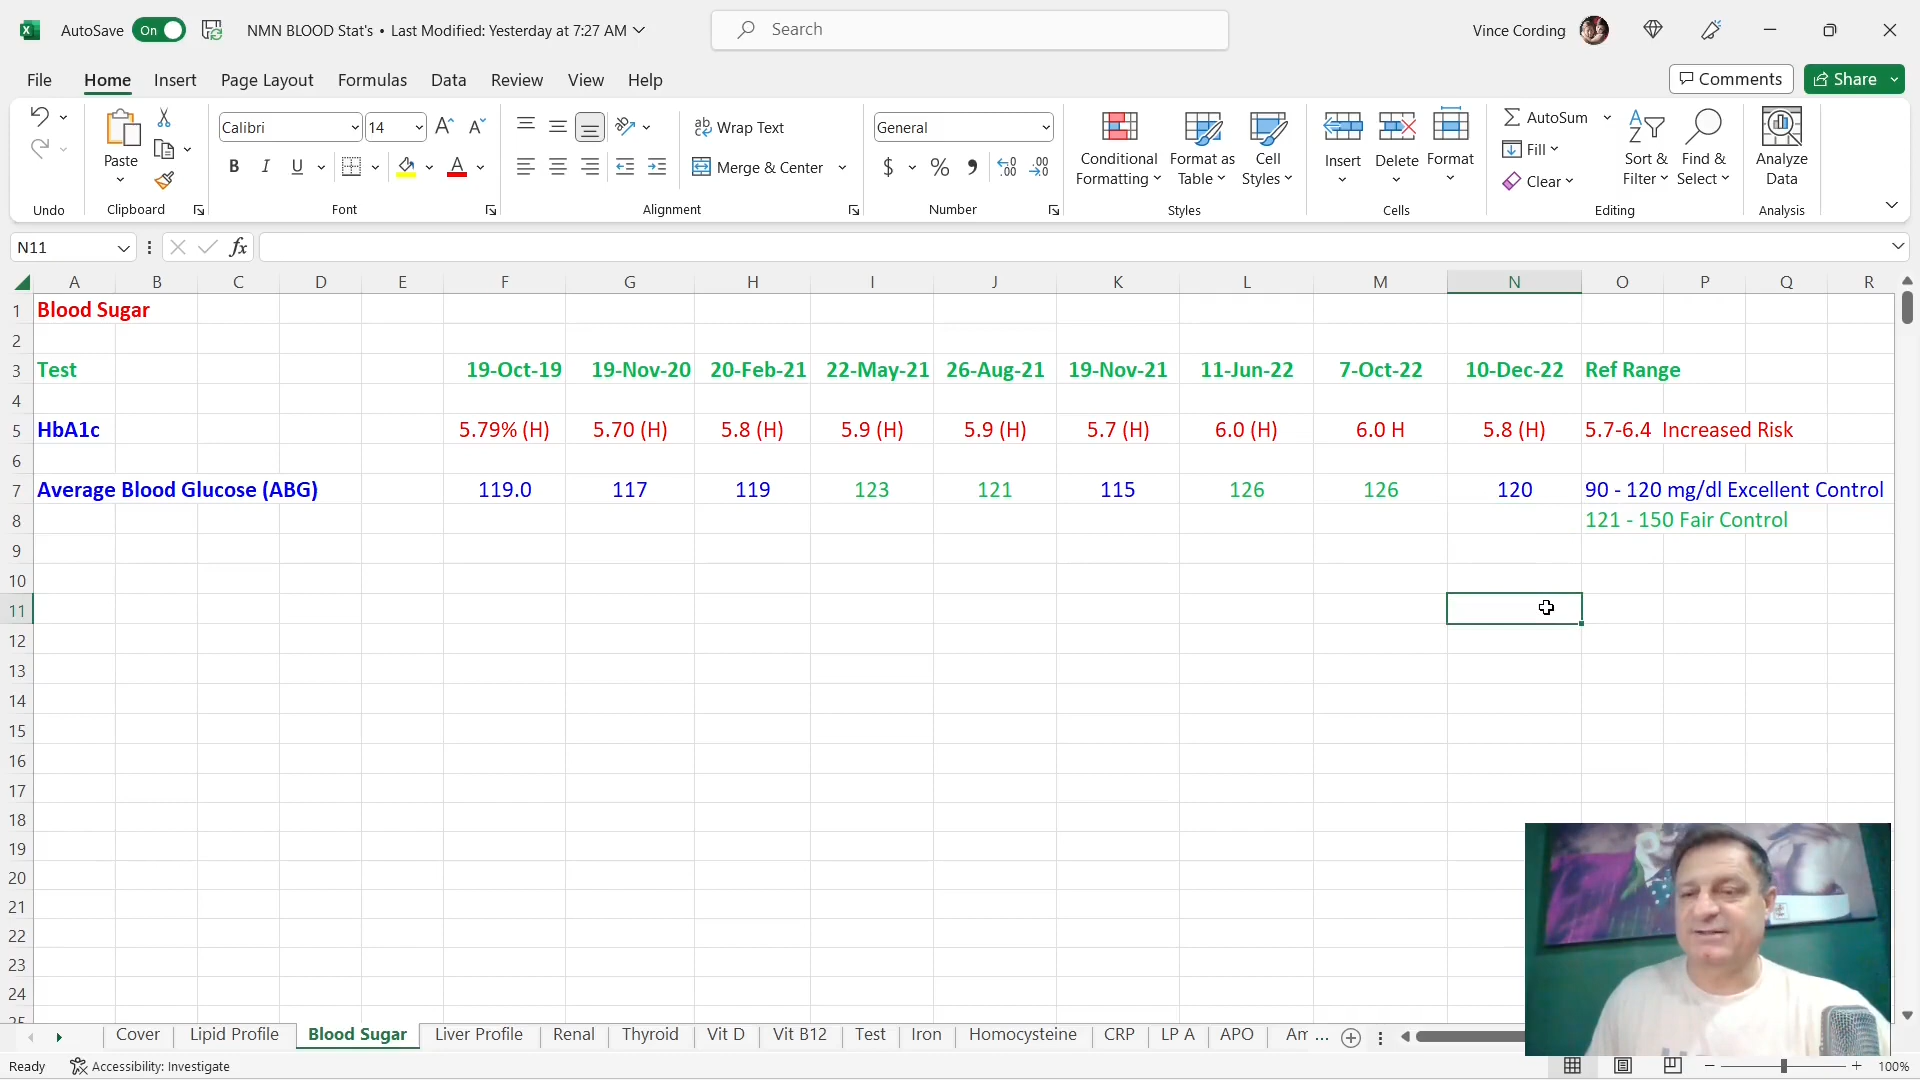 AutoSave On NMN BLOOD Stat's • Last Modified: Yesterday at 7:27 AM Search Vince Cording
File Home Insert Page Layout Formulas Data Review View Help Comments Share
Paste
Calibri 14
B I U A
ab Wrap Text
Merge & Center
General
$ % 9 .00
Conditional Formatting
Format as Table
Cell Styles
Insert Delete Format
AutoSum
Fill
Clear
Sort & Filter
Find & Select
Analyze Data
Undo Clipboard Font Alignment Number Styles Cells Editing Analysis
N11 fx
A B C D E F G H I J K L M N O P Q R
1 Blood Sugar
2
3 Test 19-Oct-19 19-Nov-20 20-Feb-21 22-May-21 26-Aug-21 19-Nov-21 11-Jun-22 7-Oct-22 10-Dec-22 Ref Range
4
5 HbA1c 5.79% (H) 5.70 (H) 5.8 (H) 5.9 (H) 5.9 (H) 5.7 (H) 6.0 (H) 6.0 H 5.8 (H) 5.7-6.4 Increased Risk
6
7 Average Blood Glucose (ABG) 119.0 117 119 123 121 115 126 126 120 90 - 120 mg/dl Excellent Control
8 121 - 150 Fair Control
9
10
11
12
13
14
15
16
17
18
19
20
21
22
23
24
25
Cover Lipid Profile Blood Sugar Liver Profile Renal Thyroid Vit D Vit B12 Test Iron Homocysteine CRP LP A APO Am ...
Ready Accessibility: Investigate 100%